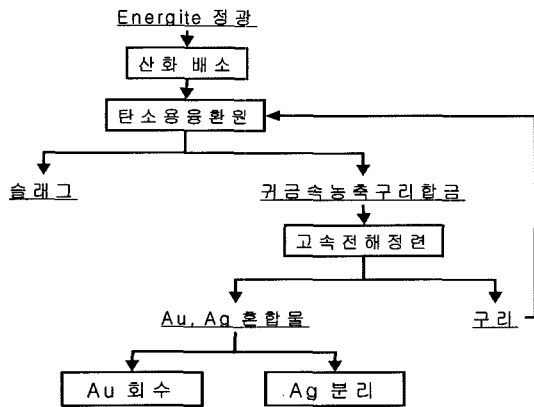 Energite 정광
산화 배소
탄소용융환원
슬래그
귀금속농축구리합금
고속전해정련
Au, Ag 혼합물
구리
Au 회수
Ag 분리